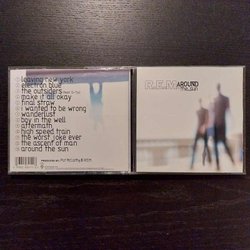 leaving new york
electron blue
the outsiders
make it all okay
final straw
i wanted to be wrong
wanderlust
boy in the well
aftermath
high speed train
the worst joke ever
the ascent of man
around the sun
R.E.M. AROUND
THE SUN